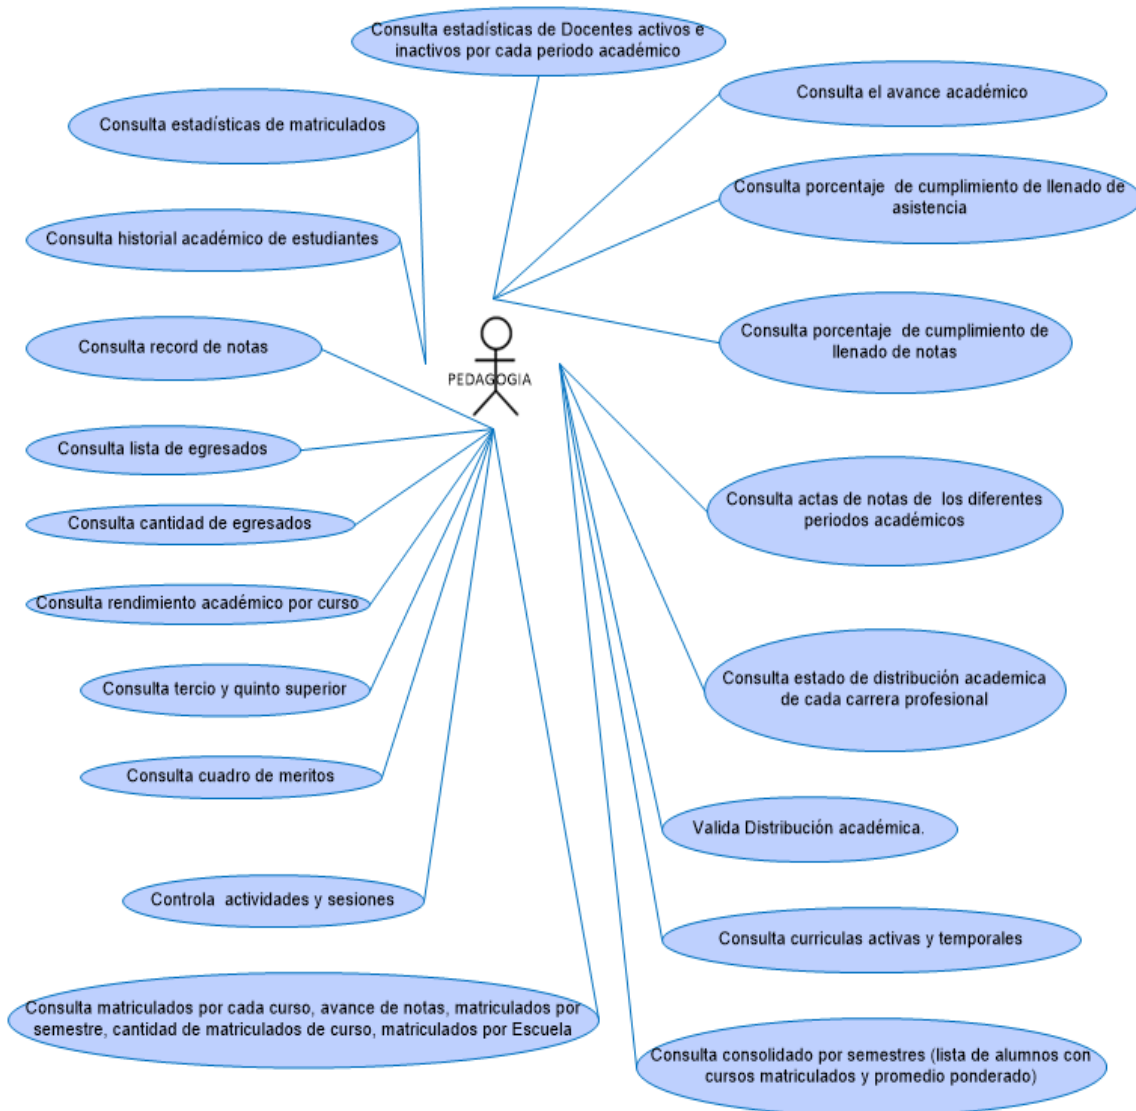 Consulta estadísticas de Docentes activos e
inactivos por cada periodo académico
Consulta el avance académico
Consulta estadísticas de matriculados
Consulta porcentaje de cumplimiento de llenado de
asistencia
Consulta historial académico de estudiantes
Consulta porcentaje de cumplimiento de
llenado de notas
Consulta record de notas
PEDAGOGIA
Consulta lista de egresados
Consulta actas de notas de los diferentes
periodos académicos
Consulta cantidad de egresados
Consulta rendimiento académico por curso
Consulta tercio y quinto superior
Consulta estado de distribución academica
de cada carrera profesional
Consulta cuadro de meritos
Valida Distribución académica.
Controla actividades y sesiones
Consulta curriculas activas y temporales
Consulta matriculados por cada curso, avance de notas, matriculados por
semestre, cantidad de matriculados de curso, matriculados por Escuela
Consulta consolidado por semestres (lista de alumnos con
cursos matriculados y promedio ponderado)